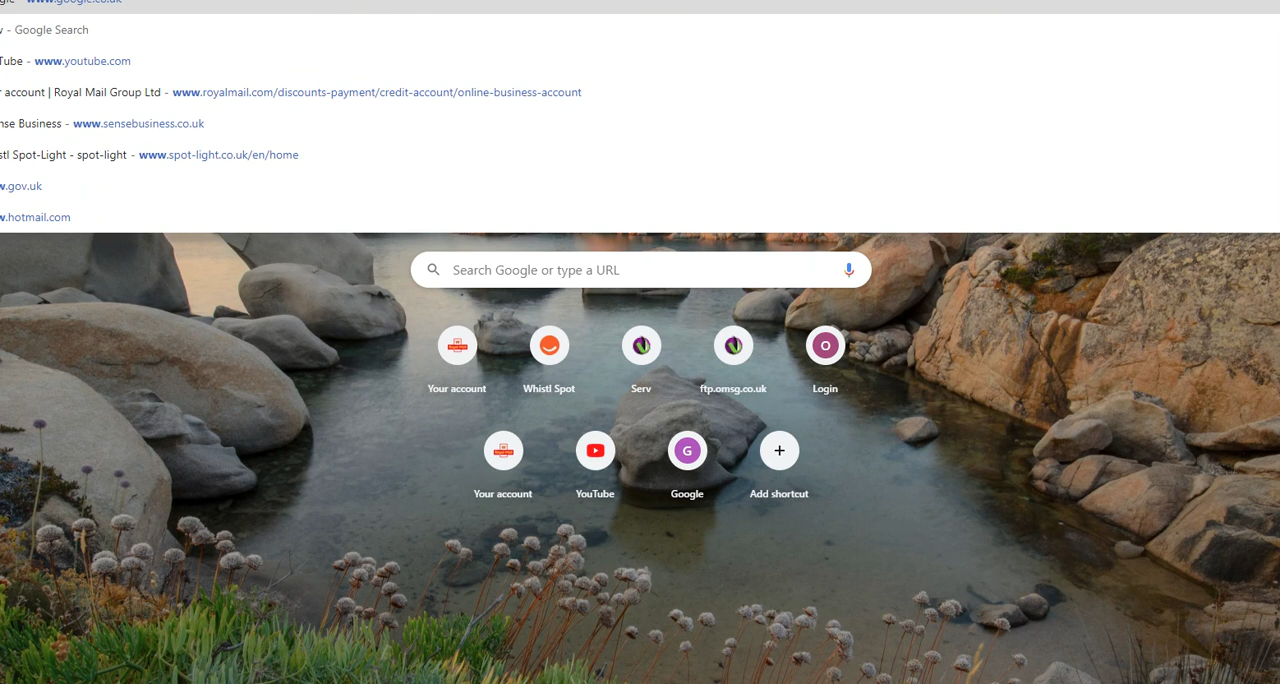 www.google.co.uk
- Google Search
Tube - www.youtube.com
account | Royal Mail Group Ltd - www.royalmail.com/discounts-payment/credit-account/online-business-account
nse Business - www.sensebusiness.co.uk
stl Spot-Light - spot-light - www.spot-light.co.uk/en/home
w.gov.uk
w.hotmail.com
Search Google or type a URL
Your account Whistl Spot Serv ftp.omsg.co.uk Login
O
Your account YouTube Google Add shortcut
G